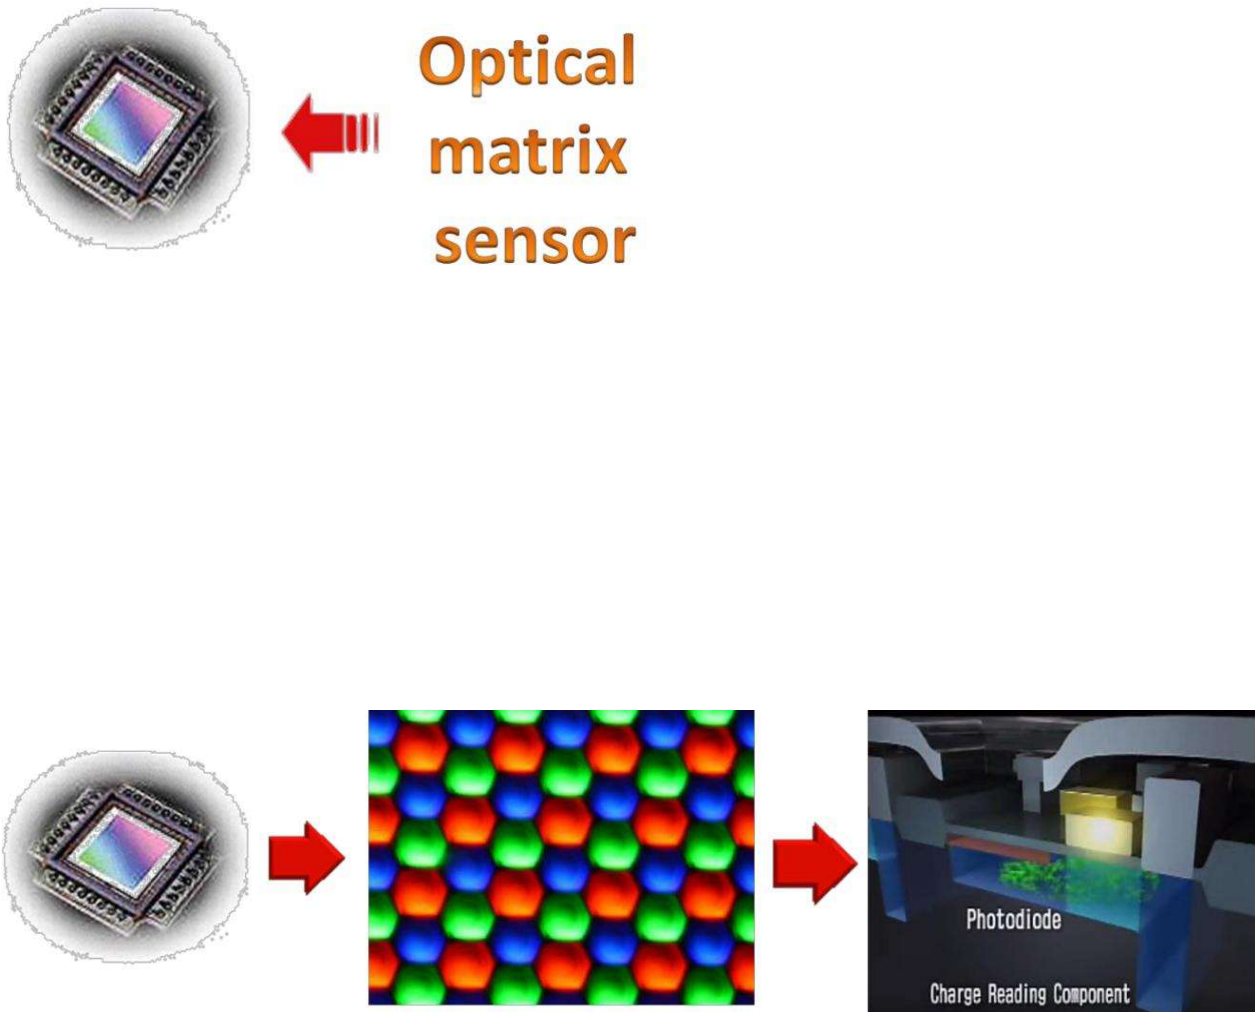 Optical
matrix
sensor
Photodiode
Charge Reading Component